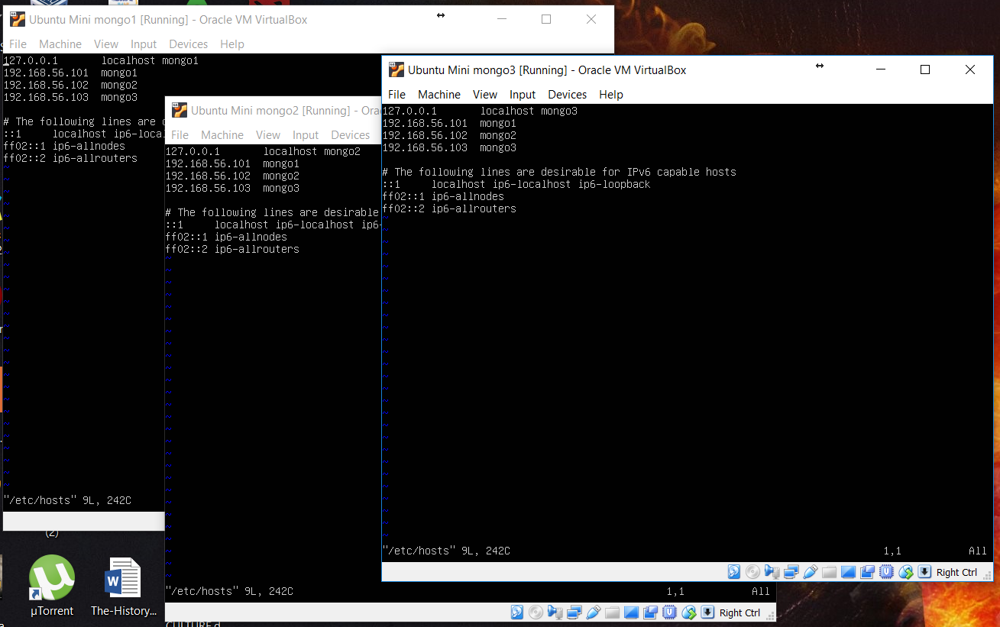 Ubuntu Mini mongo1 [Running] - Oracle VM VirtualBox
File Machine View Input Devices Help
127.0.0.1 localhost mongo1
192.168.56.101 mongo1
192.168.56.102 mongo2
192.168.56.103 mongo3
# The following lines are
::1 localhost ip6-loca
ff02::1 ip6-allnodes
ff02::2 ip6-allrouters
~
"/etc/hosts" 9L, 242C
Ubuntu Mini mongo2 [Running] - Ora
File Machine View Input Devices
127.0.0.1 localhost mongo2
192.168.56.101 mongo1
192.168.56.102 mongo2
192.168.56.103 mongo3
# The following lines are desirable
::1 localhost ip6-localhost ip6-
ff02::1 ip6-allnodes
ff02::2 ip6-allrouters
~
"/etc/hosts" 9L, 242C 1,1 All
Right Ctrl
Ubuntu Mini mongo3 [Running] - Oracle VM VirtualBox
File Machine View Input Devices Help
127.0.0.1 localhost mongo3
192.168.56.101 mongo1
192.168.56.102 mongo2
192.168.56.103 mongo3
# The following lines are desirable for IPv6 capable hosts
::1 localhost ip6-localhost ip6-loopback
ff02::1 ip6-allnodes
ff02::2 ip6-allrouters
~
"/etc/hosts" 9L, 242C 1,1 All
Right Ctrl
(2)
µTorrent
The-History...